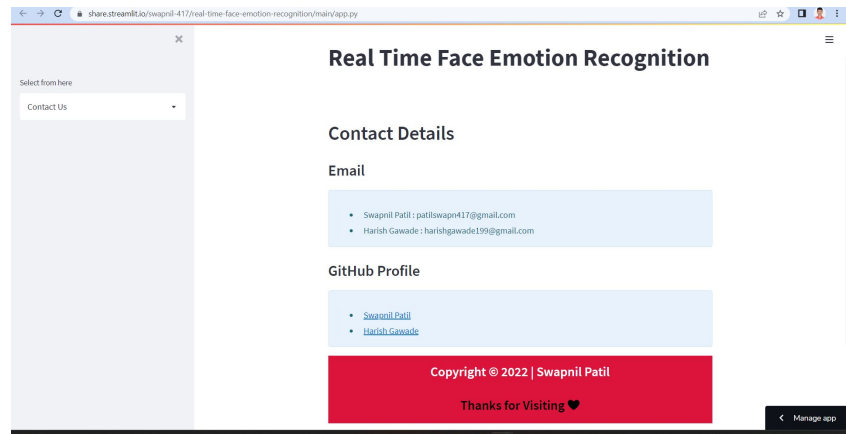 share.streamlit.io/swapnil-417/real-time-face-emotion-recognition/main/app.py
Select from here
Contact Us
Real Time Face Emotion Recognition
Contact Details
Email
• Swapnil Patil : patilswapn417@gmail.com
• Harish Gawade : harishgawade199@gmail.com
GitHub Profile
• Swapnil Patil
• Harish Gawade
Copyright © 2022 | Swapnil Patil
Thanks for Visiting 🖤
< Manage app